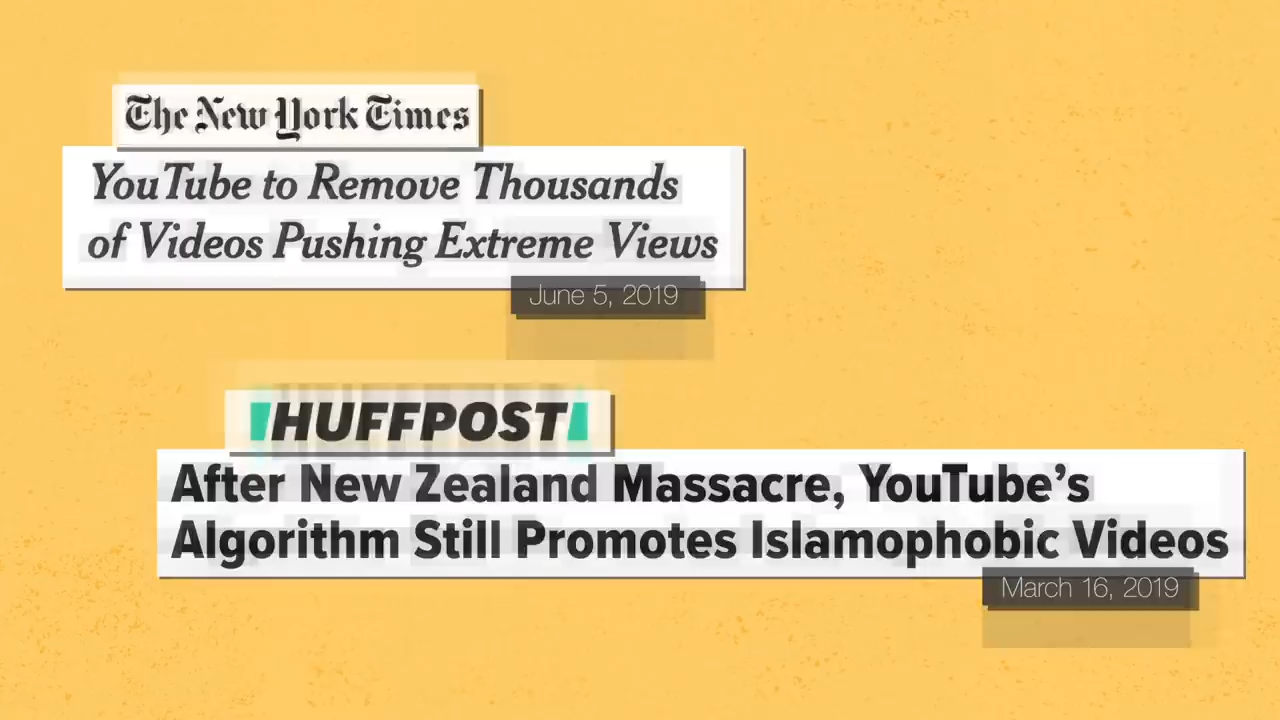 The New York Times
YouTube to Remove Thousands
of Videos Pushing Extreme Views
June 5, 2019
HUFFPOST
After New Zealand Massacre, YouTube’s
Algorithm Still Promotes Islamophobic Videos
March 16, 2019